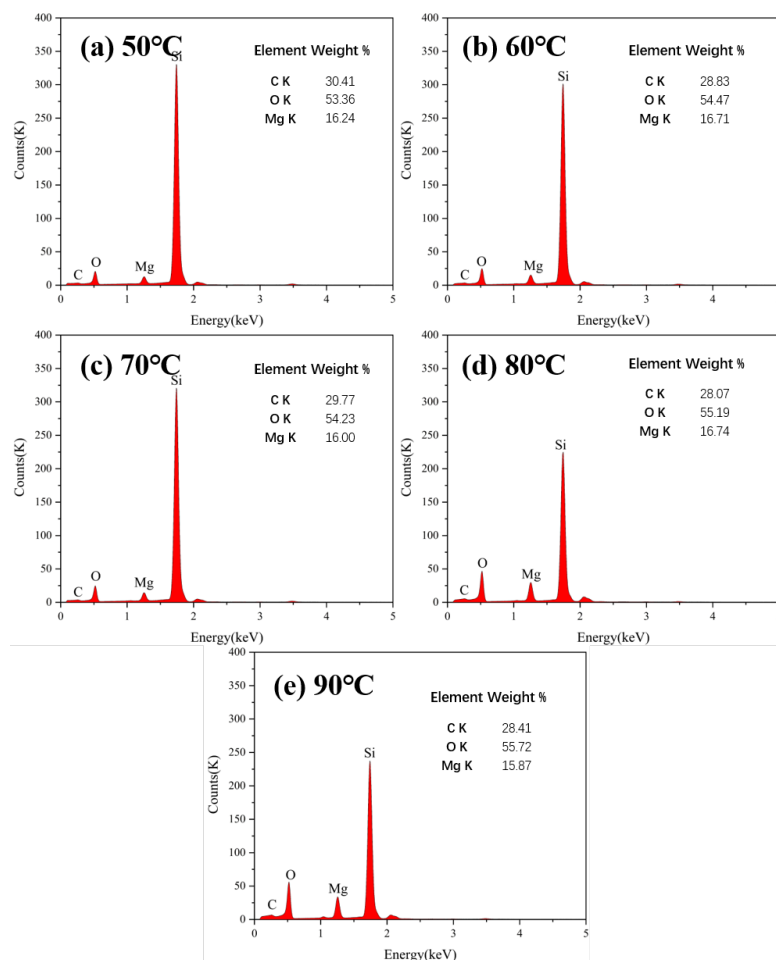 (a) 50℃
Element Weight %
C K 30.41
O K 53.36
Mg K 16.24
Si
C
O
Mg
Counts(K)
400
350
300
250
200
150
100
50
0
0 1 2 3 4 5
Energy(keV)
(b) 60℃
Element Weight %
C K 28.83
O K 54.47
Mg K 16.71
Si
C
O
Mg
Counts(K)
400
350
300
250
200
150
100
50
0
0 1 2 3 4
Energy(keV)
(c) 70℃
Element Weight %
C K 29.77
O K 54.23
Mg K 16.00
Si
C
O
Mg
Counts(K)
400
350
300
250
200
150
100
50
0
0 1 2 3 4 5
Energy(keV)
(d) 80℃
Element Weight %
C K 28.07
O K 55.19
Mg K 16.74
Si
C
O
Mg
Counts(K)
400
350
300
250
200
150
100
50
0
0 1 2 3 4
Energy(keV)
(e) 90℃
Element Weight %
C K 28.41
O K 55.72
Mg K 15.87
Si
C
O
Mg
Counts(K)
400
350
300
250
200
150
100
50
0
0 1 2 3 4 5
Energy(keV)